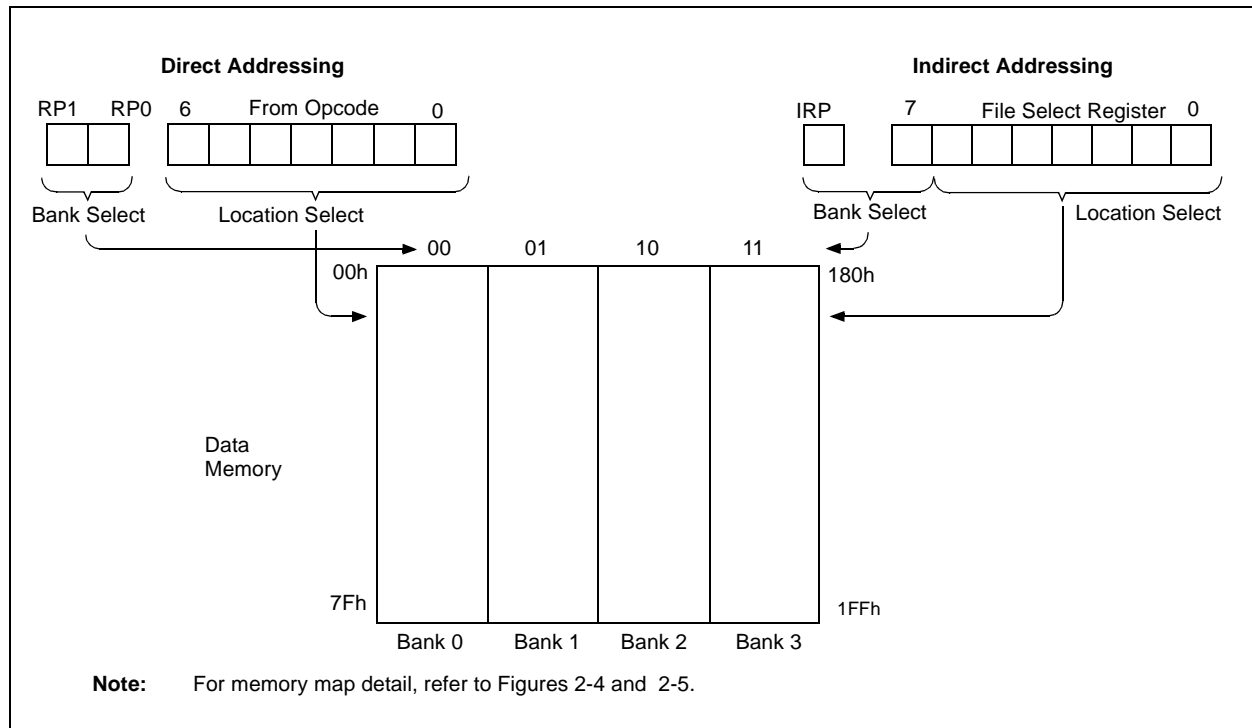 Direct Addressing
Indirect Addressing
RP1 RP0 6 From Opcode 0
IRP 7 File Select Register 0
Bank Select Location Select
Bank Select Location Select
00 01 10 11
00h
180h
Data
Memory
7Fh
1FFh
Bank 0 Bank 1 Bank 2 Bank 3
Note: For memory map detail, refer to Figures 2-4 and 2-5.